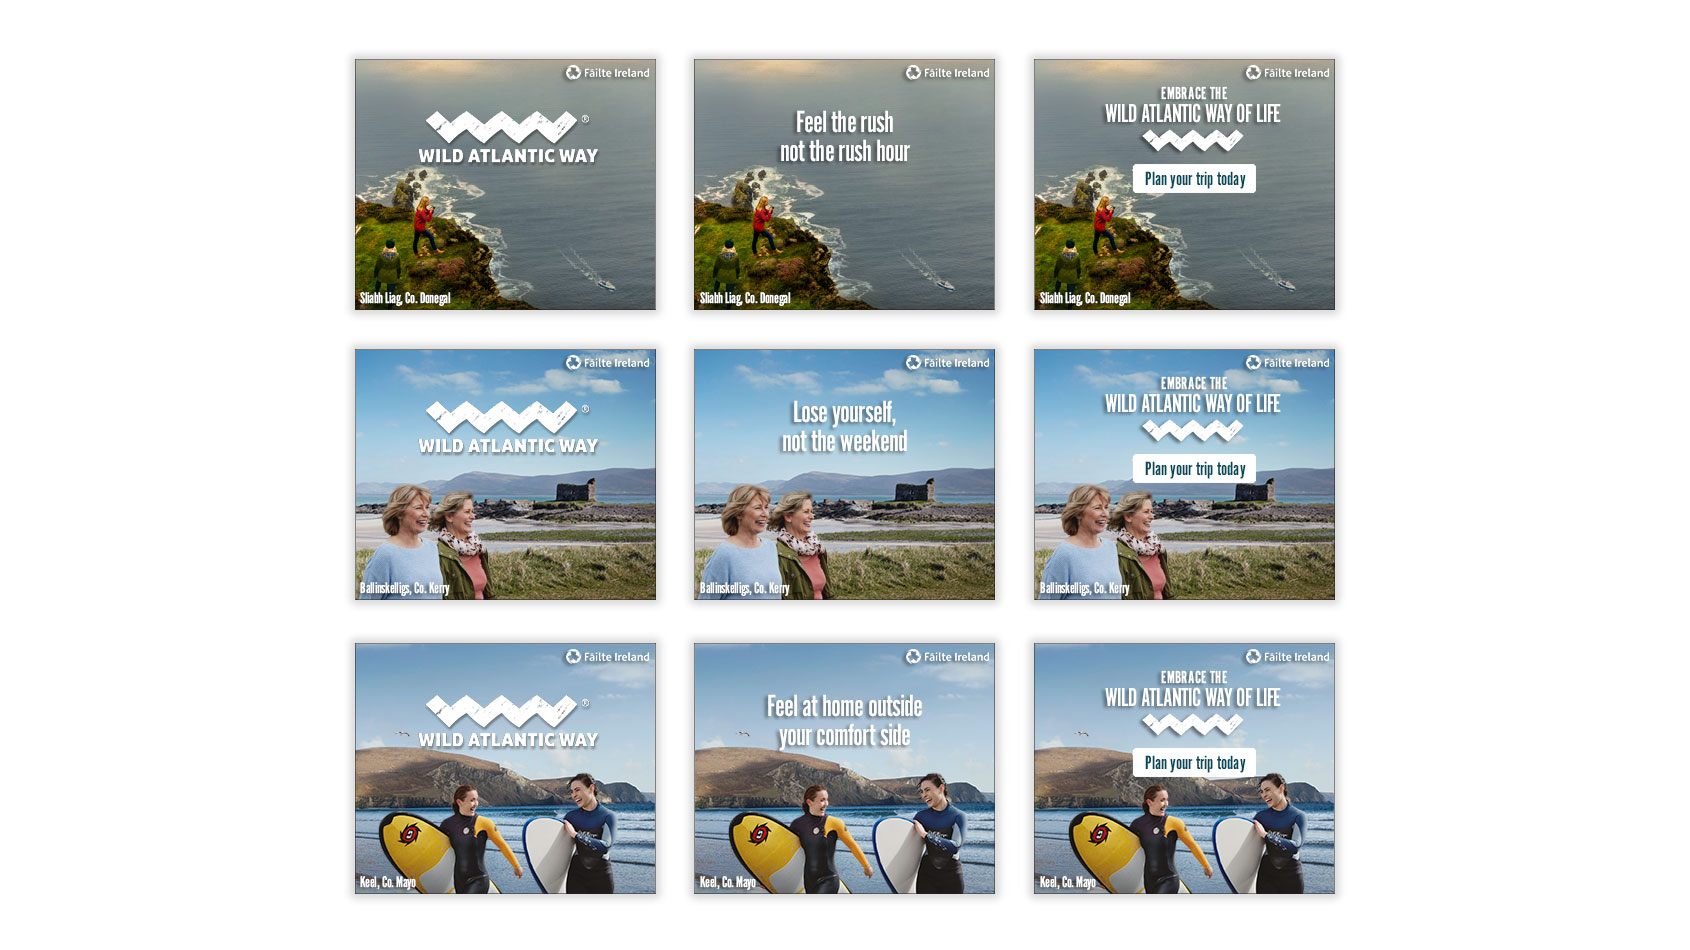 Fáilte Ireland
WILD ATLANTIC WAY ®
Sliabh Liag, Co. Donegal
Fáilte Ireland
Feel the rush
not the rush hour
Sliabh Liag, Co. Donegal
Fáilte Ireland
EMBRACE THE
WILD ATLANTIC WAY OF LIFE
Plan your trip today
Sliabh Liag, Co. Donegal
Fáilte Ireland
WILD ATLANTIC WAY ®
Ballinskelligs, Co. Kerry
Fáilte Ireland
Lose yourself,
not the weekend
Ballinskelligs, Co. Kerry
Fáilte Ireland
EMBRACE THE
WILD ATLANTIC WAY OF LIFE
Plan your trip today
Ballinskelligs, Co. Kerry
Fáilte Ireland
WILD ATLANTIC WAY ®
Keel, Co. Mayo
Fáilte Ireland
Feel at home outside
your comfort side
Keel, Co. Mayo
Fáilte Ireland
EMBRACE THE
WILD ATLANTIC WAY OF LIFE
Plan your trip today
Keel, Co. Mayo